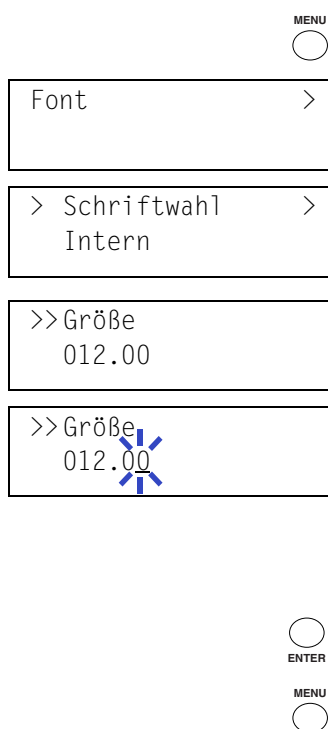 MENU
Font >
> Schriftwahl >
Intern
>>Größe
012.00
>>Größe
012.00
ENTER
MENU